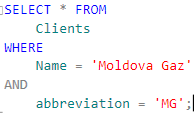 SELECT * FROM
Clients
WHERE
Name = 'Moldova Gaz'
AND
abbreviation = 'MG';